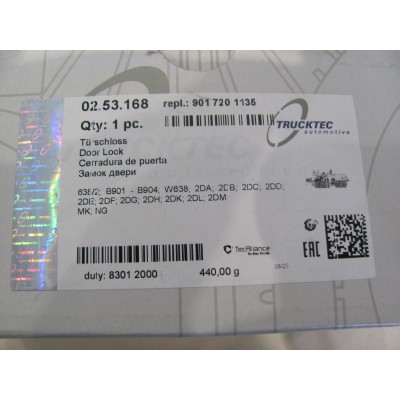 02.53.168 repl.: 901 720 1135
Qty: 1 pc.
TRUCKTEC
automotive
Türschloss
Door Lock
Cerradura de puerta
Замок двери
638/2; B901 - B904; W638; 2DA; 2DB; 2DC; 2DD;
2DE; 2DF; 2DG; 2DH; 2DK; 2DL; 2DM
MK; NG
TecAlliance
EAC
duty: 8301 2000 440,00 g